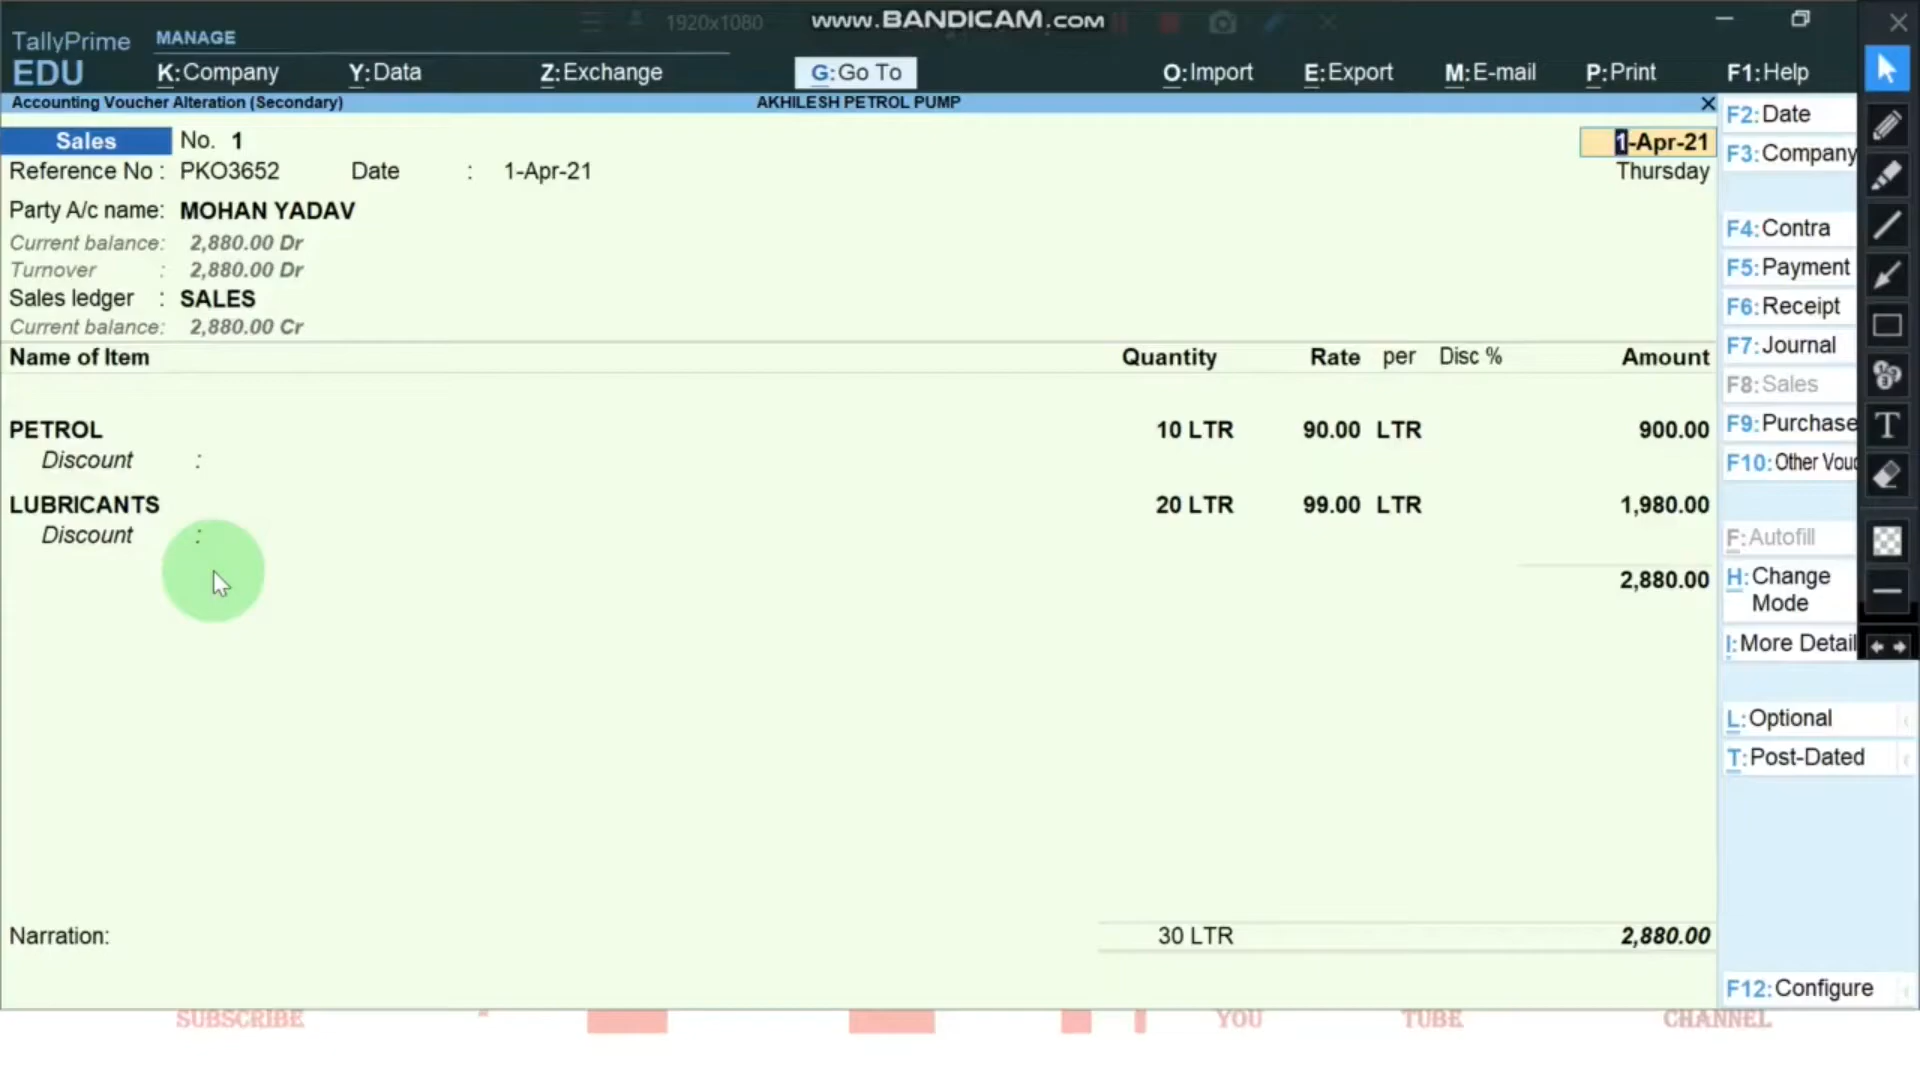 1920x1080
www.BANDICAM.com
TallyPrime
EDU
MANAGE
K:Company
Y:Data
Z:Exchange
G:Go To
O:Import
E:Export
M:E-mail
P:Print
F1:Help
Accounting Voucher Alteration (Secondary)
AKHILESH PETROL PUMP
Sales No. 1
1-Apr-21
Reference No : PKO3652 Date : 1-Apr-21
Thursday
Party A/c name: MOHAN YADAV
Current balance: 2,880.00 Dr
Turnover : 2,880.00 Dr
Sales ledger : SALES
Current balance: 2,880.00 Cr
Name of Item Quantity Rate per Disc % Amount
PETROL 10 LTR 90.00 LTR 900.00
Discount :
LUBRICANTS 20 LTR 99.00 LTR 1,980.00
Discount :
2,880.00
Narration: 30 LTR 2,880.00
F2:Date
F3:Company
F4:Contra
F5:Payment
F6:Receipt
F7:Journal
F8:Sales
F9:Purchase
F10:Other Vouc
F:Autofill
H:Change
Mode
I:More Detail
L:Optional
T:Post-Dated
F12:Configure
T
SUBSCRIBE
YOU TUBE CHANNEL